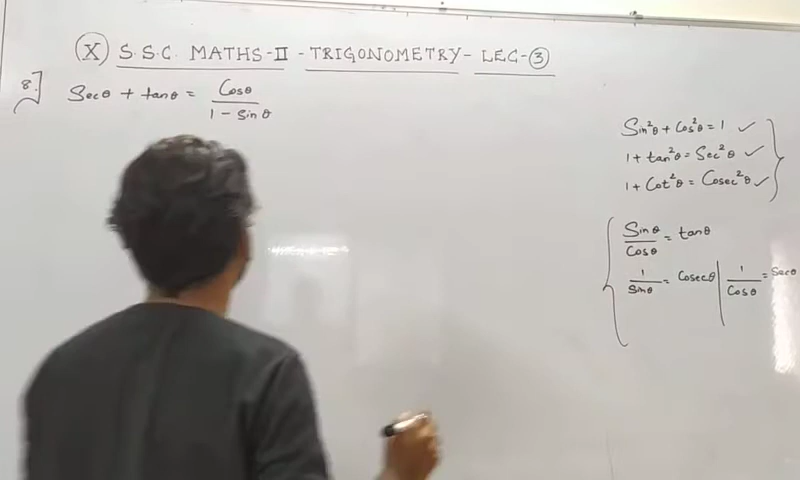 (X) S.S.C. MATHS-II - TRIGONOMETRY- LEC-③
8.] Secθ + tanθ = Cosθ / 1 - sinθ
Sin²θ + Cos²θ = 1 ✓
1 + tan²θ = Sec²θ ✓
1 + Cot²θ = Cosec²θ ✓
Sinθ / Cosθ = tanθ
1 / Sinθ = Cosecθ | 1 / Cosθ = Secθ